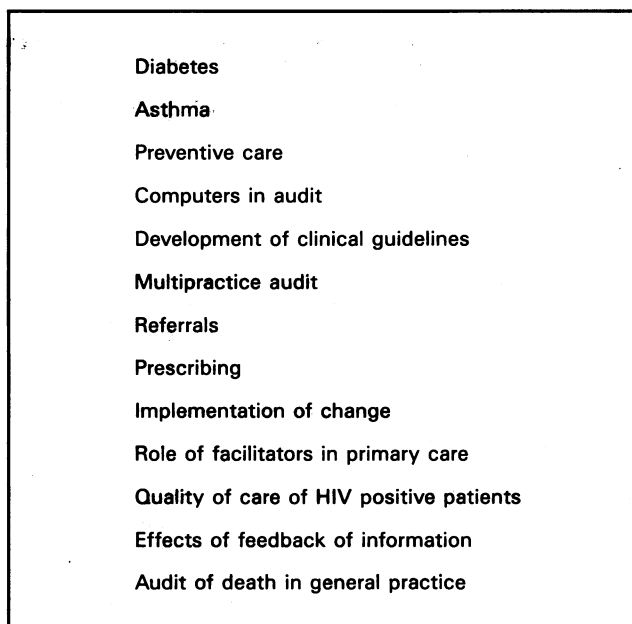 Diabetes
Asthma
Preventive care
Computers in audit
Development of clinical guidelines
Multipractice audit
Referrals
Prescribing
Implementation of change
Role of facilitators in primary care
Quality of care of HIV positive patients
Effects of feedback of information
Audit of death in general practice